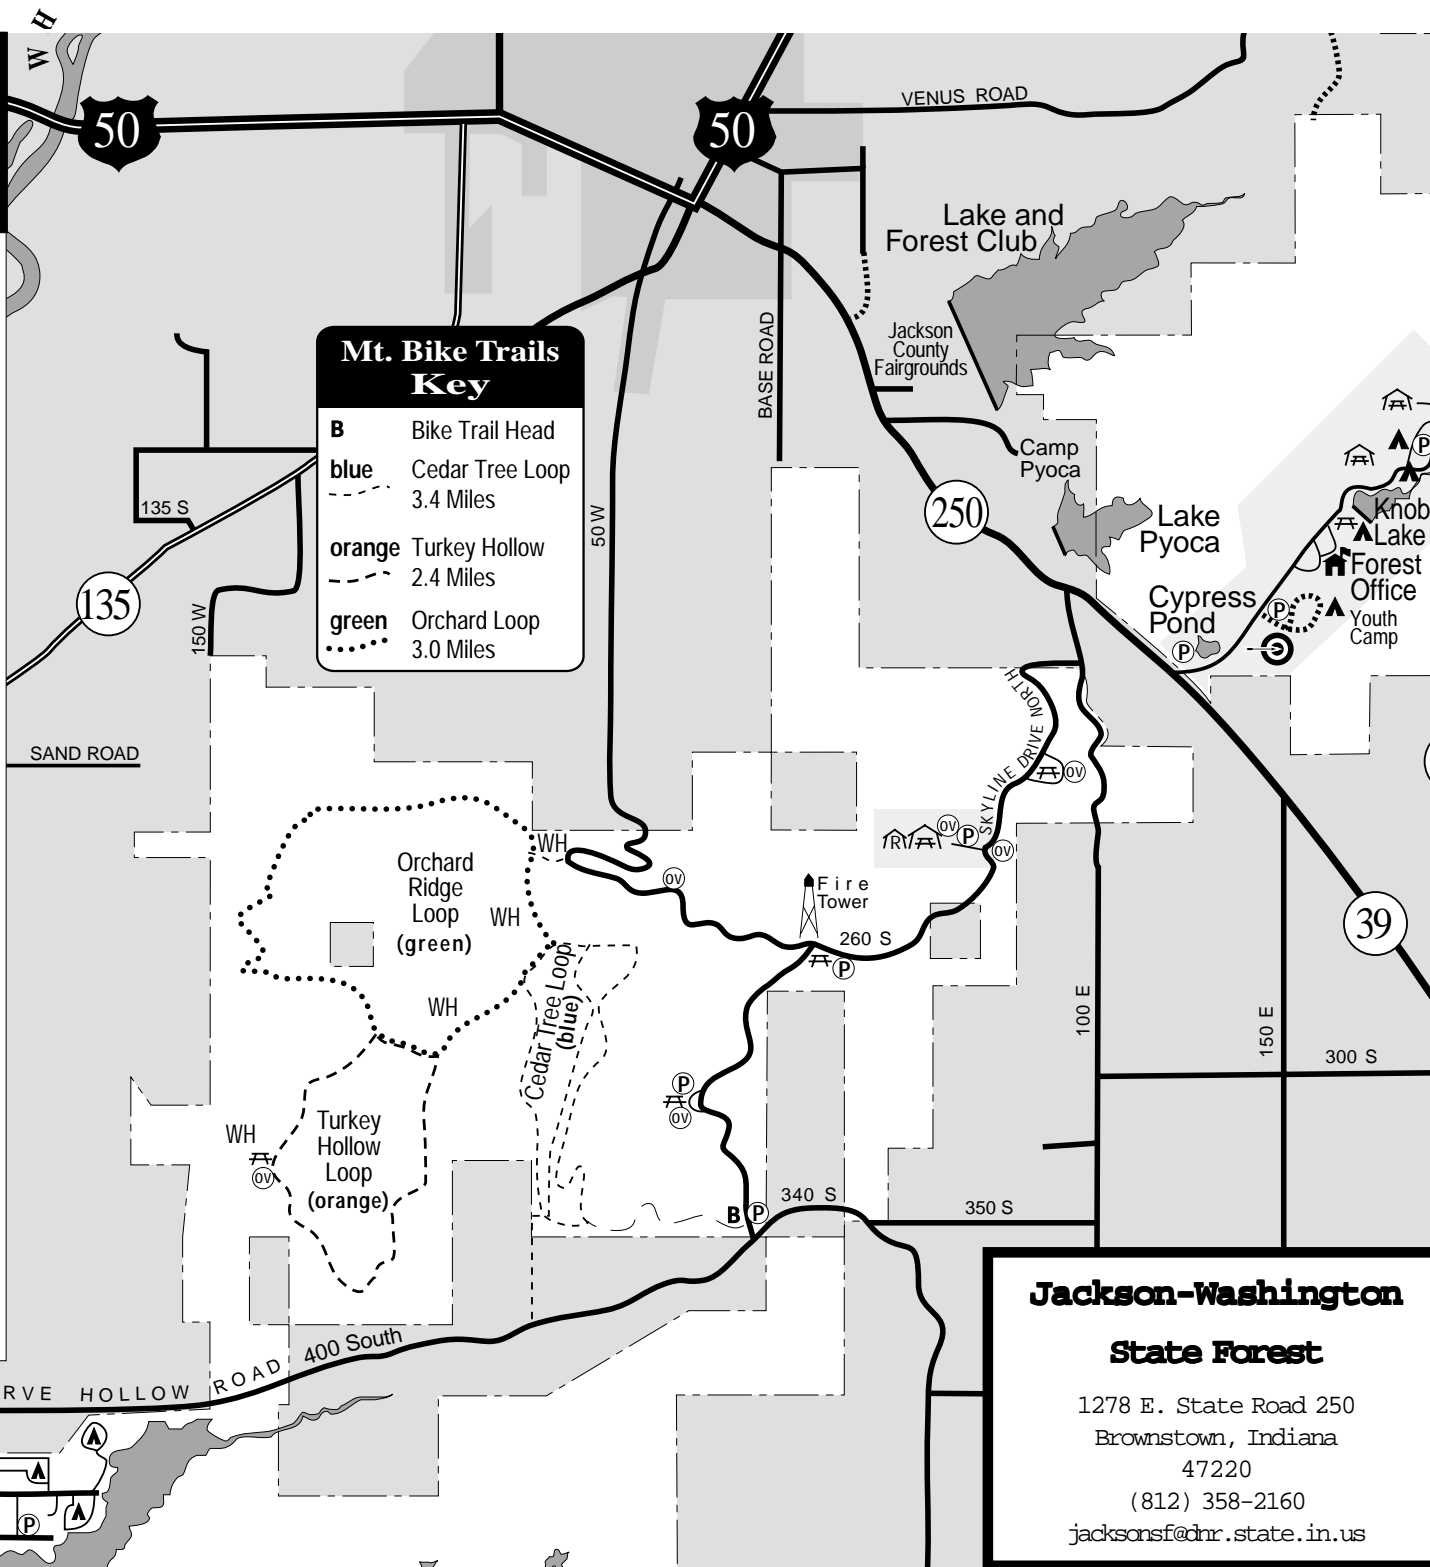 W H
50
50
VENUS ROAD
Lake and
Forest Club
Jackson
County
Fairgrounds
BASE ROAD
Mt. Bike Trails
Key
B Bike Trail Head
blue Cedar Tree Loop
3.4 Miles
orange Turkey Hollow
2.4 Miles
green Orchard Loop
3.0 Miles
135 S
135
150 W
50 W
SAND ROAD
Camp
Pyoca
250
Lake
Pyoca
P
Knob
Lake
Forest
Office
Cypress
Pond
P
P
Youth
Camp
SKYLINE DRIVE NORTH
OV
OV
P
R
OV
WH
OV
Orchard
Ridge
Loop
(green)
WH
WH
Fire
Tower
260 S
P
39
Cedar Tree Loop
(blue)
100 E
150 E
300 S
P
OV
WH
OV
Turkey
Hollow
Loop
(orange)
B P
340 S
350 S
400 South
RVE HOLLOW ROAD
P
Jackson-Washington
State Forest
1278 E. State Road 250
Brownstown, Indiana
47220
(812) 358-2160
jacksonsf@dnr.state.in.us